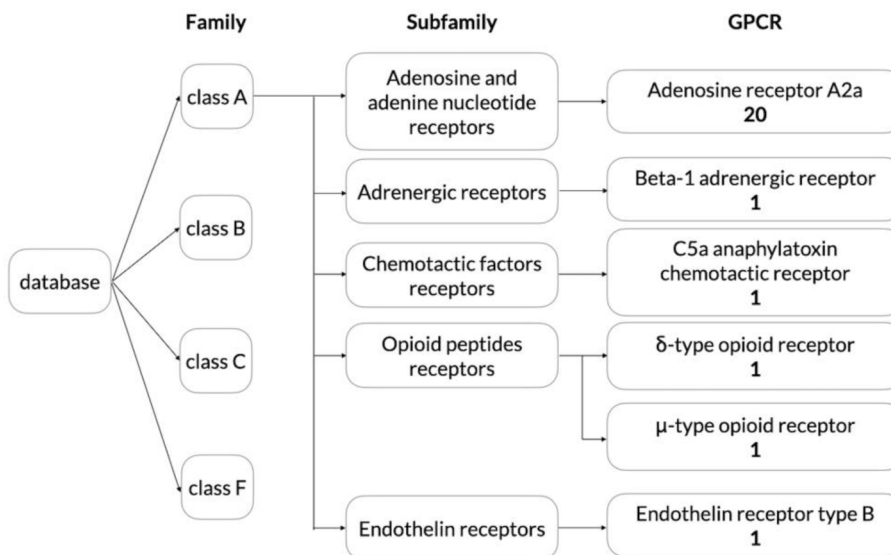 Family
Subfamily
GPCR
database
class A
class B
class C
class F
Adenosine and
adenine nucleotide
receptors
Adenosine receptor A2a
20
Adrenergic receptors
Beta-1 adrenergic receptor
1
Chemotactic factors
receptors
C5a anaphylatoxin
chemotactic receptor
1
Opioid peptides
receptors
δ-type opioid receptor
1
μ-type opioid receptor
1
Endothelin receptors
Endothelin receptor type B
1